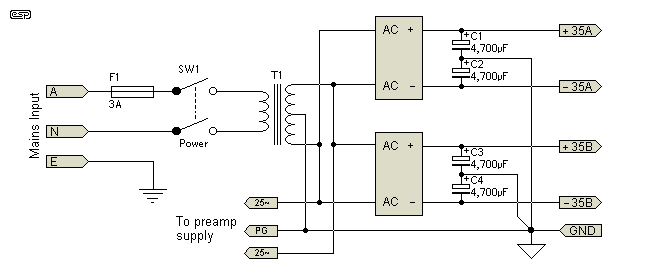 esp
AC +
AC −
+ C1
4,700µF
+ C2
4,700µF
+35A
−35A
Mains Input
A
F1
3A
SW1
T1
N
Power
E
AC +
AC −
+ C3
4,700µF
+ C4
4,700µF
+35B
−35B
To preamp
supply
25~
PG
25~
GND